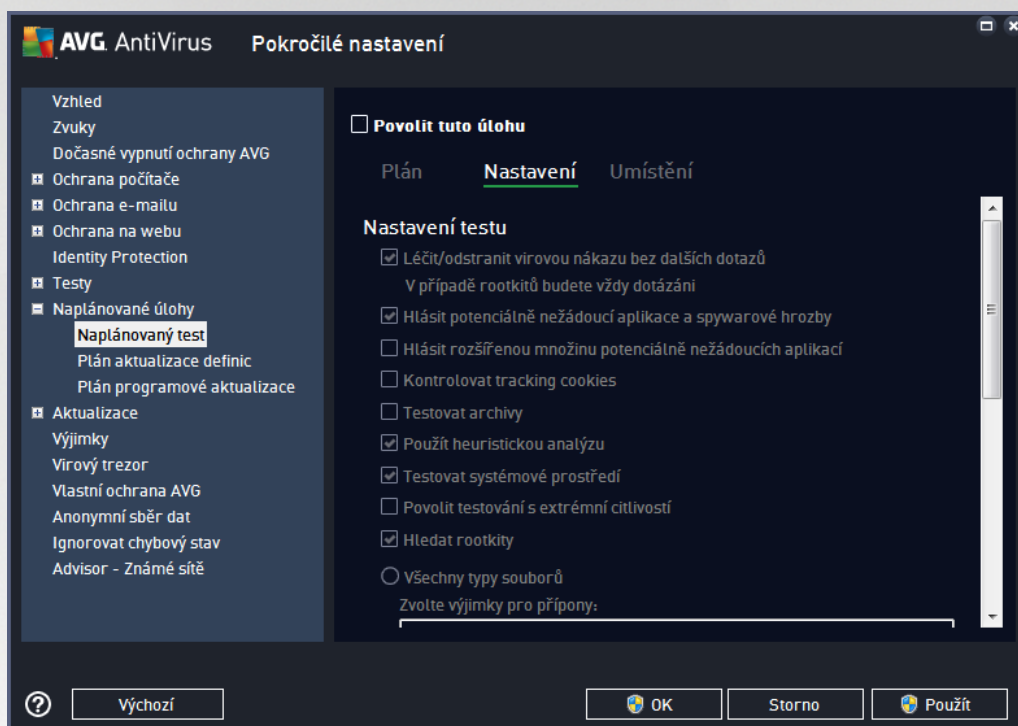 AVG. AntiVirus Pokročilé nastavení
Vzhled
Zvuky
Dočasné vypnutí ochrany AVG
Ochrana počítače
Ochrana e-mailu
Ochrana na webu
Identity Protection
Testy
Naplánované úlohy
Naplánovaný test
Plán aktualizace definic
Plán programové aktualizace
Aktualizace
Výjimky
Virový trezor
Vlastní ochrana AVG
Anonymní sběr dat
Ignorovat chybový stav
Advisor - Známé sítě
Povolit tuto úlohu
Plán Nastavení Umístění
Nastavení testu
Léčit/odstranit virovou nákazu bez dalších dotazů
V případě rootkitů budete vždy dotázáni
Hlásit potenciálně nežádoucí aplikace a spywarové hrozby
Hlásit rozšířenou množinu potenciálně nežádoucích aplikací
Kontrolovat tracking cookies
Testovat archivy
Použít heuristickou analýzu
Testovat systémové prostředí
Povolit testování s extrémní citlivostí
Hledat rootkity
Všechny typy souborů
Zvolte výjimky pro přípony:
? Výchozí OK Storno Použít